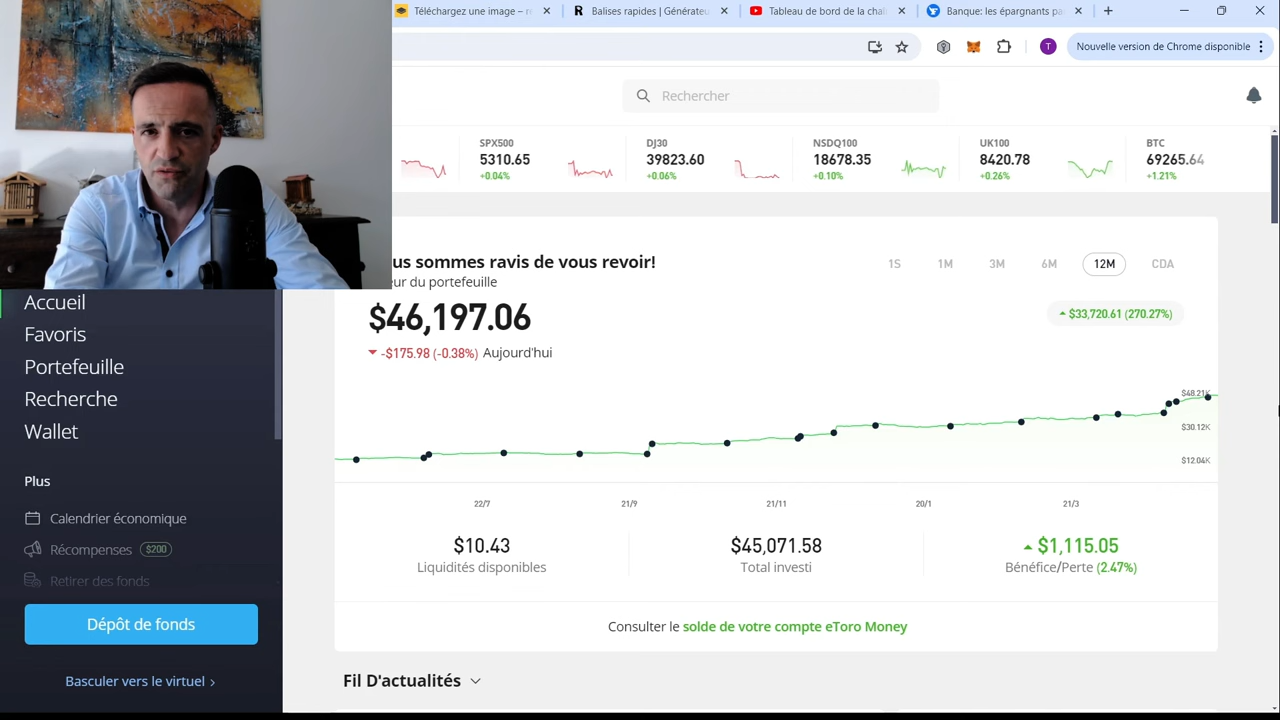 Téléchargez une image – r
Balises rapides | Générateu
Tableau de bord de la chaî
Banque: les épargnants pa
T
Nouvelle version de Chrome disponible
Rechercher
SPX500
5310.65
+0.04%
DJ30
39823.60
+0.06%
NSDQ100
18678.35
+0.10%
UK100
8420.78
+0.26%
BTC
69265.64
+1.21%
us sommes ravis de vous revoir!
eur du portefeuille
1S 1M 3M 6M 12M CDA
$46,197.06
$33,720.61 (270.27%)
-$175.98 (-0.38%) Aujourd'hui
$48.21K
$30.12K
$12.04K
22/7 21/9 21/11 20/1 21/3
$10.43
Liquidités disponibles
$45,071.58
Total investi
$1,115.05
Bénéfice/Perte (2.47%)
Consulter le solde de votre compte eToro Money
Fil D'actualités
Accueil
Favoris
Portefeuille
Recherche
Wallet
Plus
Calendrier économique
Récompenses $200
Retirer des fonds
Dépôt de fonds
Basculer vers le virtuel